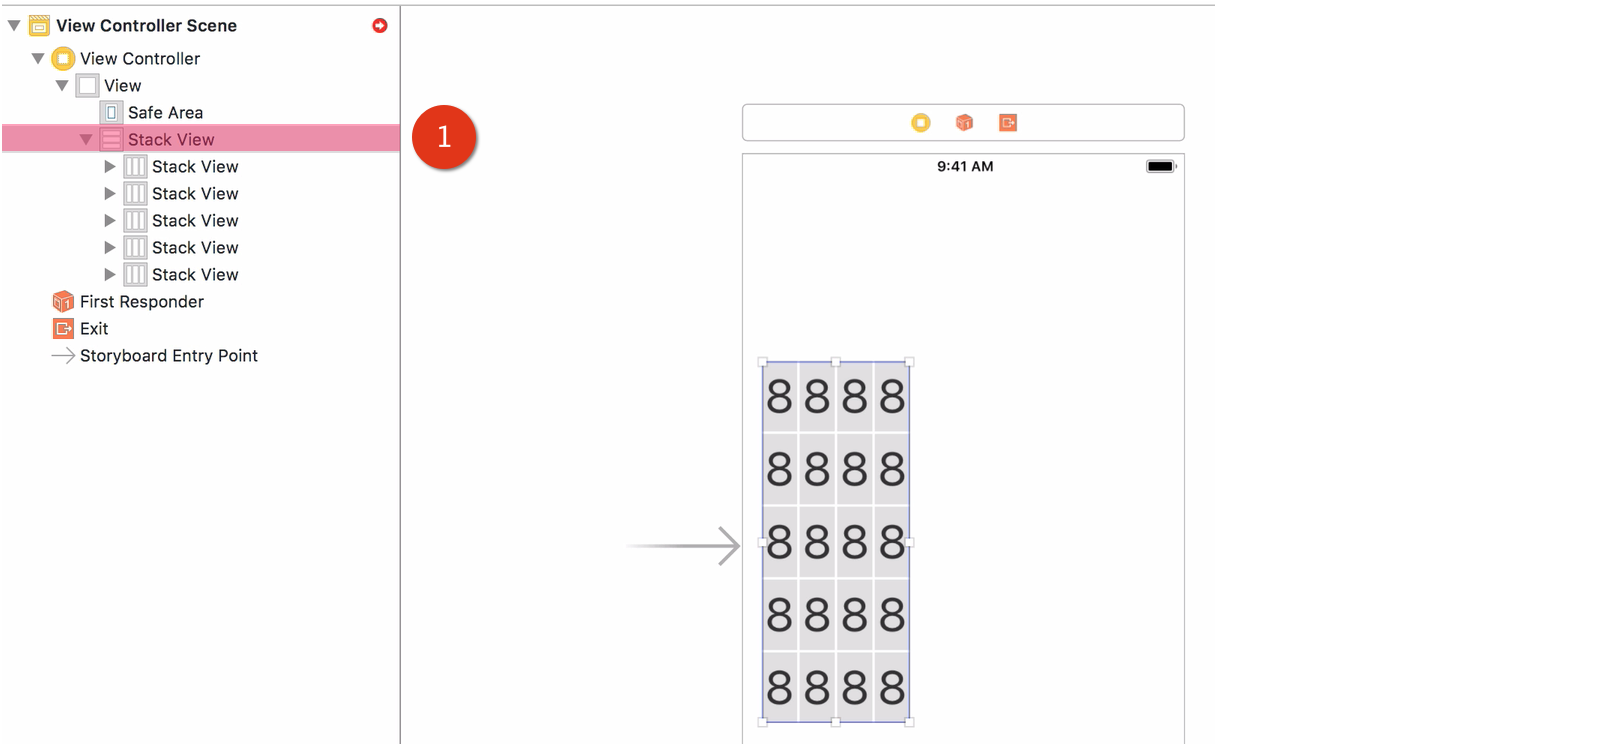 View Controller Scene
View Controller
View
Safe Area
Stack View
Stack View
Stack View
Stack View
Stack View
Stack View
First Responder
Exit
Storyboard Entry Point
1
9:41 AM
8 8 8 8
8 8 8 8
8 8 8 8
8 8 8 8
8 8 8 8